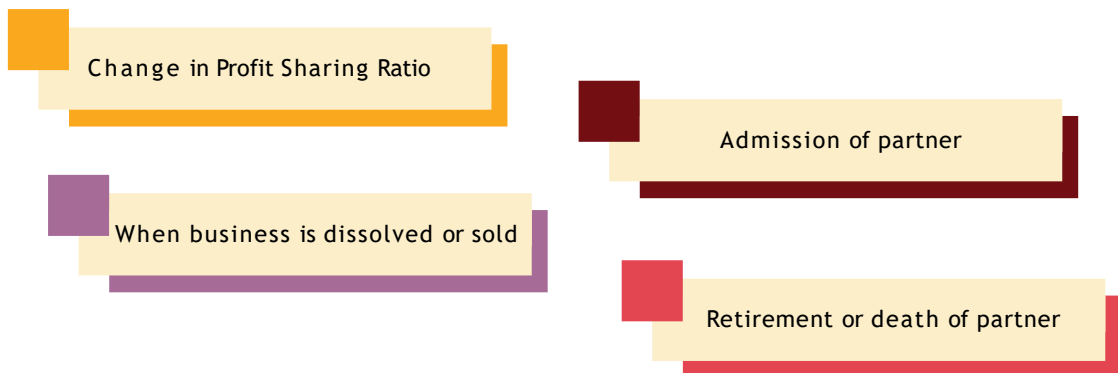 Change in Profit Sharing Ratio
Admission of partner
When business is dissolved or sold
Retirement or death of partner